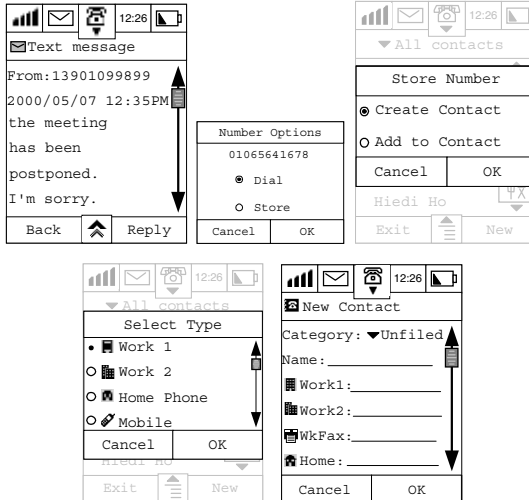 12:26
Text message
From:13901099899
2000/05/07 12:35PM
the meeting
has been
postponed.
I'm sorry.
Back Reply
Number Options
01065641678
Dial
Store
Cancel OK
12:26
All contacts
Store Number
Create Contact
Add to Contact
Cancel OK
Hiedi Ho
Exit New
12:26
All contacts
Select Type
Work 1
Work 2
Home Phone
Mobile
Cancel OK
Hiedi Ho
Exit New
12:26
New Contact
Category: Unfiled
Name:
Work1:
Work2:
WkFax:
Home:
Cancel OK